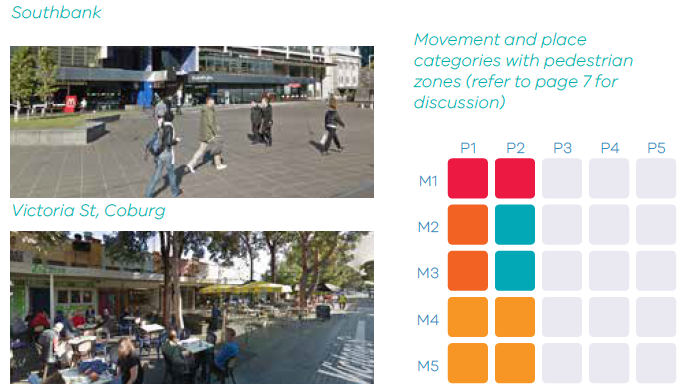 Southbank
Victoria St, Coburg
Movement and place
categories with pedestrian
zones (refer to page 7 for
discussion)
P1 P2 P3 P4 P5
M1
M2
M3
M4
M5